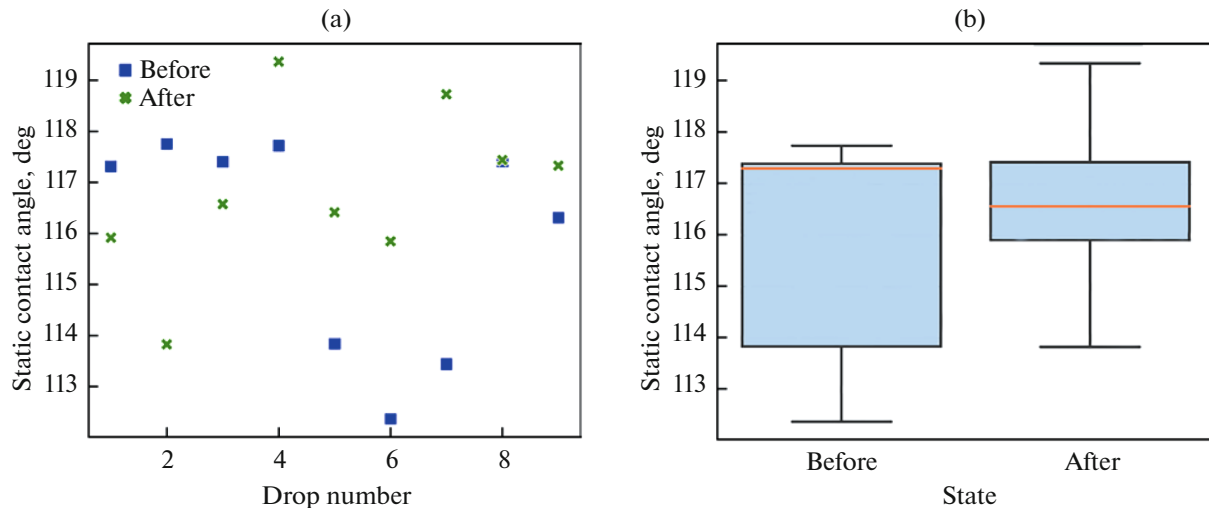 (a)
Static contact angle, deg
119
118
117
116
115
114
113
Before
After
2
4
6
8
Drop number
(b)
Static contact angle, deg
119
118
117
116
115
114
113
Before
After
State